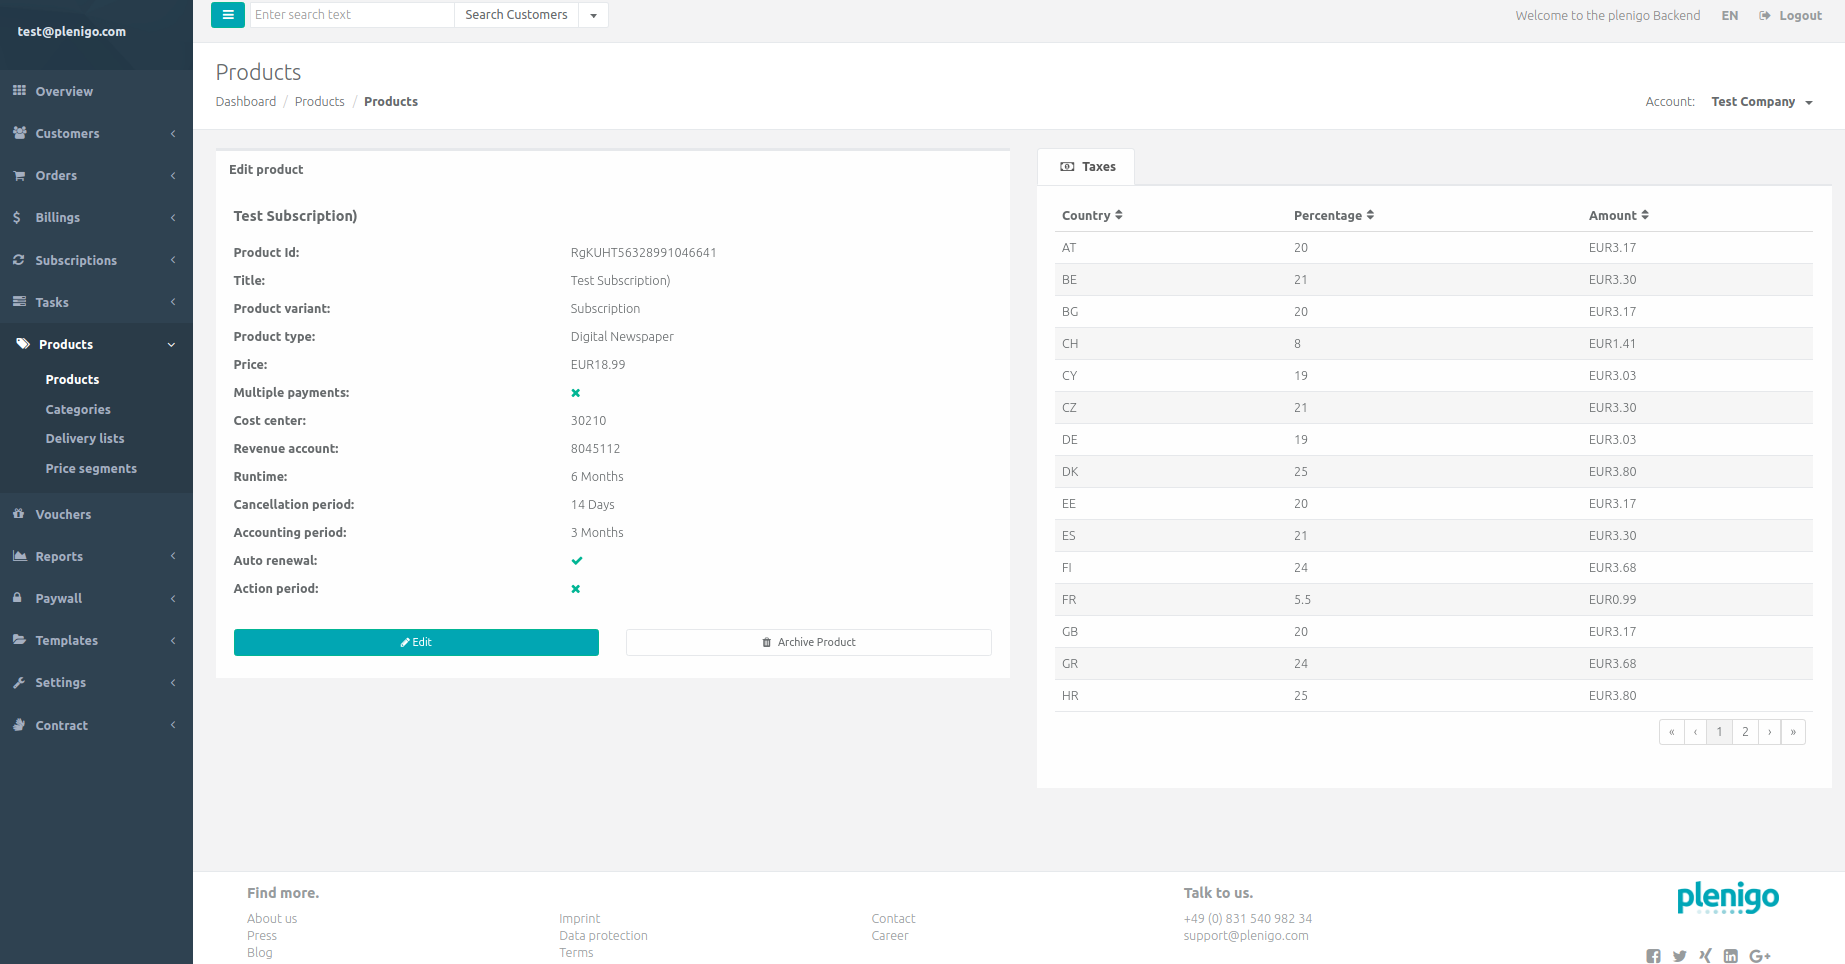 test@plenigo.com
Overview
Customers
Orders
Billings
Subscriptions
Tasks
Products
Products
Categories
Delivery lists
Price segments
Vouchers
Reports
Paywall
Templates
Settings
Contract
Enter search text Search Customers
Welcome to the plenigo Backend EN Logout
Products
Dashboard / Products / Products
Account: Test Company
Edit product
Test Subscription)
Product Id: RgKUHT56328991046641
Title: Test Subscription)
Product variant: Subscription
Product type: Digital Newspaper
Price: EUR18.99
Multiple payments:
Cost center: 30210
Revenue account: 8045112
Runtime: 6 Months
Cancellation period: 14 Days
Accounting period: 3 Months
Auto renewal:
Action period:
Edit Archive Product
Taxes
Country Percentage Amount
AT 20 EUR3.17
BE 21 EUR3.30
BG 20 EUR3.17
CH 8 EUR1.41
CY 19 EUR3.03
CZ 21 EUR3.30
DE 19 EUR3.03
DK 25 EUR3.80
EE 20 EUR3.17
ES 21 EUR3.30
FI 24 EUR3.68
FR 5.5 EUR0.99
GB 20 EUR3.17
GR 24 EUR3.68
HR 25 EUR3.80
« ‹ 1 2 › »
Find more.
About us
Press
Blog
Imprint
Data protection
Terms
Contact
Career
Talk to us.
+49 (0) 831 540 982 34
support@plenigo.com
plenigo